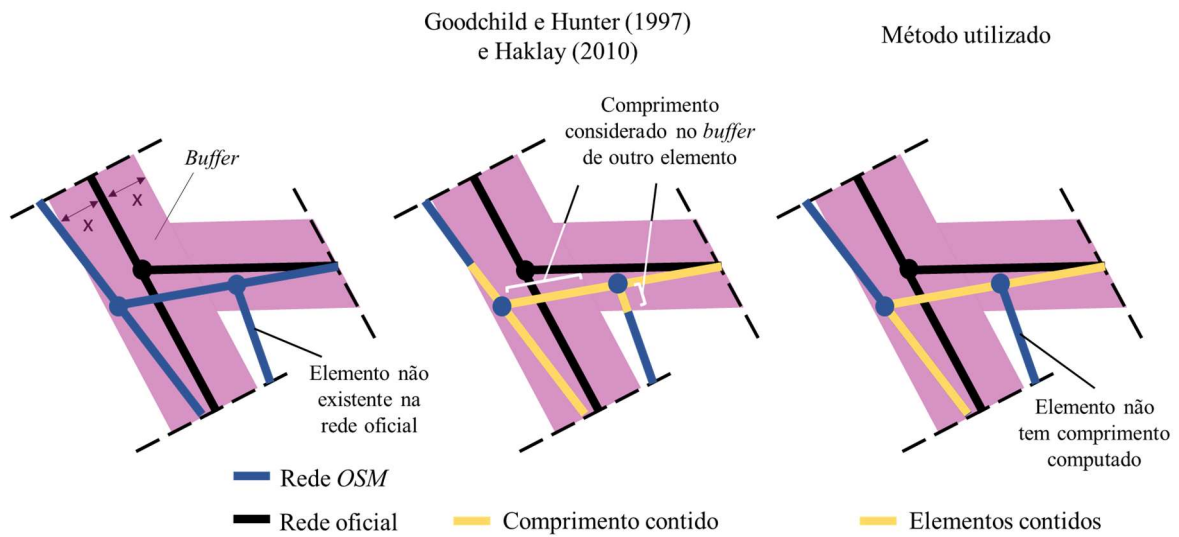 Goodchild e Hunter (1997)
e Haklay (2010)
Método utilizado
Comprimento
considerado no buffer
de outro elemento
Buffer
X
X
Elemento não
existente na
rede oficial
Elemento não
tem comprimento
computado
Rede OSM
Rede oficial
Comprimento contido
Elementos contidos